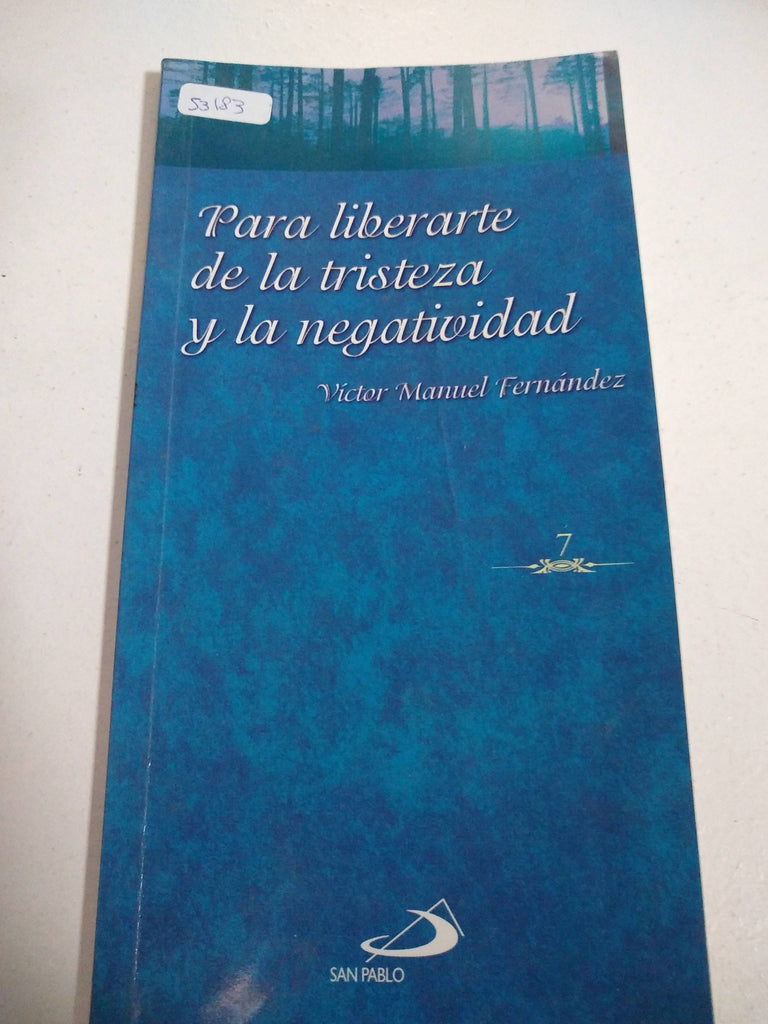 53183
Para liberarte
de la tristeza
y la negatividad
Víctor Manuel Fernández
7
SAN PABLO